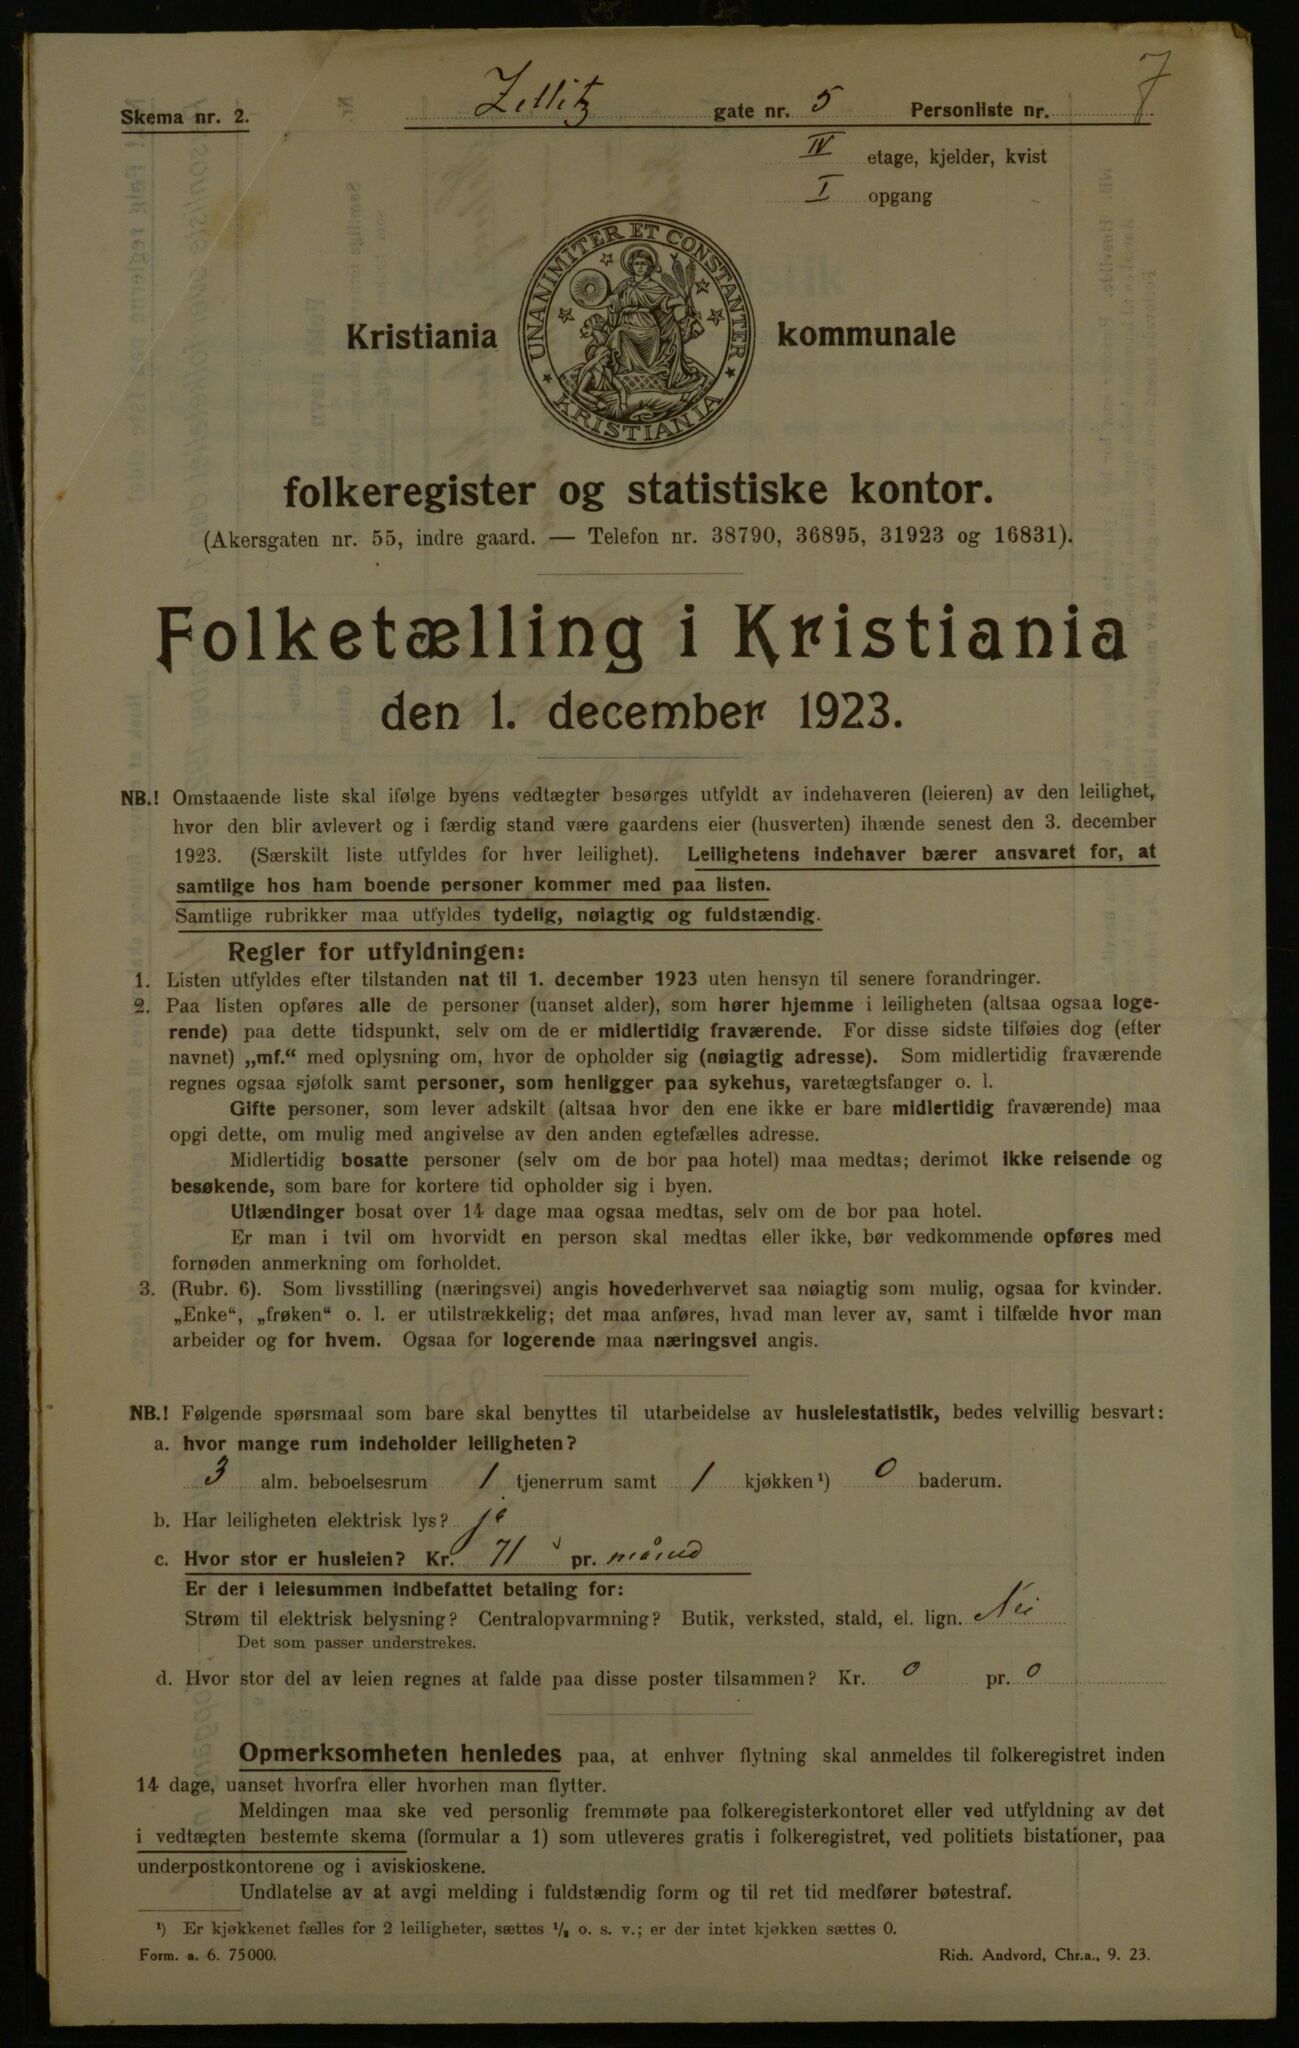 Skema nr. 2. Zetlitz gate nr. 5 Personliste nr. 7
IV etage, kjelder, kvist
I opgang
UNANIMITER ET CONSTANTER
KRISTIANIA
Kristiania kommunale
folkeregister og statistiske kontor.
(Akersgaten nr. 55, indre gaard. — Telefon nr. 38790, 36895, 31923 og 16831).
Folketælling i Kristiania
den 1. december 1923.
NB.! Omstaaende liste skal ifølge byens vedtægter besørges utfyldt av indehaveren (leieren) av den leilighet,
hvor den blir avlevert og i færdig stand være gaardens eier (husverten) ihænde senest den 3. december
1923. (Særskilt liste utfyldes for hver leilighet). Leilighetens indehaver bærer ansvaret for, at
samtlige hos ham boende personer kommer med paa listen.
Samtlige rubrikker maa utfyldes tydelig, nøiagtig og fuldstændig.
Regler for utfyldningen:
1. Listen utfyldes efter tilstanden nat til 1. december 1923 uten hensyn til senere forandringer.
2. Paa listen opføres alle de personer (uanset alder), som hører hjemme i leiligheten (altsaa ogsaa loge-
rende) paa dette tidspunkt, selv om de er midlertidig fraværende. For disse sidste tilføies dog (efter
navnet) „mf.“ med oplysning om, hvor de opholder sig (nøiagtig adresse). Som midlertidig fraværende
regnes ogsaa sjøfolk samt personer, som henligger paa sykehus, varetægtsfanger o. l.
Gifte personer, som lever adskilt (altsaa hvor den ene ikke er bare midlertidig fraværende) maa
opgi dette, om mulig med angivelse av den anden egtefælles adresse.
Midlertidig bosatte personer (selv om de bor paa hotel) maa medtas; derimot ikke reisende og
besøkende, som bare for kortere tid opholder sig i byen.
Utlændinger bosat over 14 dage maa ogsaa medtas, selv om de bor paa hotel.
Er man i tvil om hvorvidt en person skal medtas eller ikke, bør vedkommende opføres med
fornøden anmerkning om forholdet.
3. (Rubr. 6). Som livsstilling (næringsvei) angis hovederhvervet saa nøiagtig som mulig, ogsaa for kvinder.
„Enke“, „frøken“ o. l. er utilstrækkelig; det maa anføres, hvad man lever av, samt i tilfælde hvor man
arbeider og for hvem. Ogsaa for logerende maa næringsvei angis.
NB.! Følgende spørsmaal som bare skal benyttes til utarbeidelse av husleiestatistik, bedes velvillig besvart:
a. hvor mange rum indeholder leiligheten?
3 alm. beboelsesrum 1 tjenerrum samt 1 kjøkken ¹) 0 baderum.
b. Har leiligheten elektrisk lys? ja
c. Hvor stor er husleien? Kr. 71 pr. måned
Er der i leiesummen indbefattet betaling for:
Strøm til elektrisk belysning? Centralopvarmning? Butik, verksted, stald, el. lign. Nei
Det som passer understrekes.
d. Hvor stor del av leien regnes at falde paa disse poster tilsammen? Kr. 0 pr. 0
Opmerksomheten henledes paa, at enhver flytning skal anmeldes til folkeregistret inden
14 dage, uanset hvorfra eller hvorhen man flytter.
Meldingen maa ske ved personlig fremmøte paa folkeregisterkontoret eller ved utfyldning av det
i vedtægten bestemte skema (formular a 1) som utleveres gratis i folkeregistret, ved politiets bistationer, paa
underpostkontorene og i aviskioskene.
Undlatelse av at avgi melding i fuldstændig form og til ret tid medfører bøtestraf.
¹) Er kjøkkenet fælles for 2 leiligheter, sættes ½ o. s. v.; er der intet kjøkken sættes 0.
Form. a. 6. 75000. Rich. Andvord, Chr.a., 9. 23.